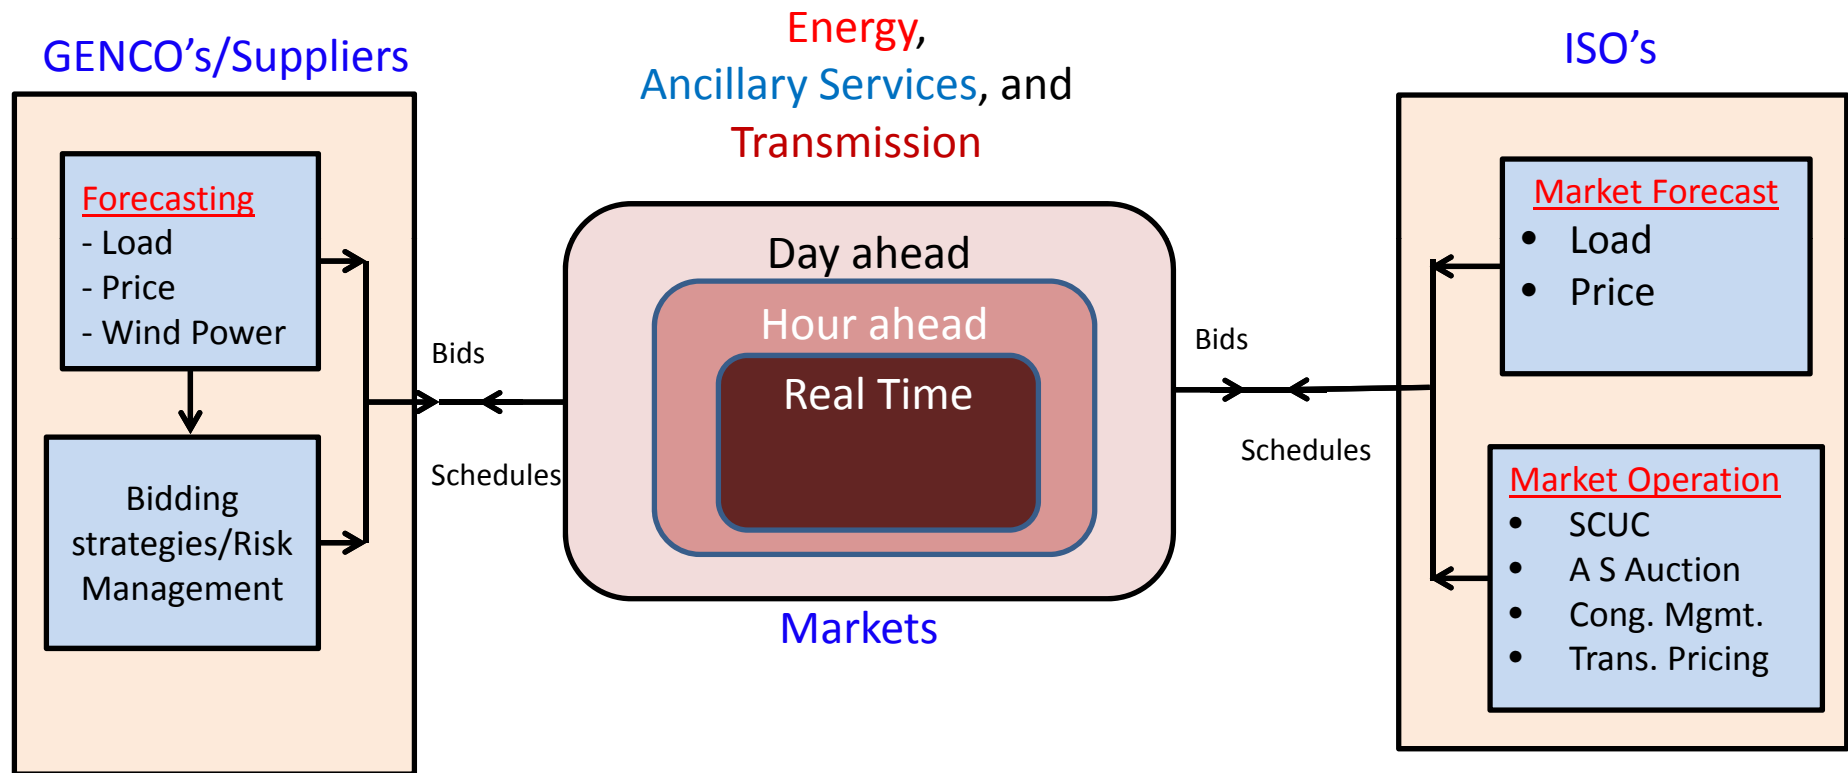 GENCO's/Suppliers
Forecasting
- Load
- Price
- Wind Power
Bidding
strategies/Risk
Management
Bids
Schedules
Energy,
Ancillary Services, and
Transmission
Day ahead
Hour ahead
Real Time
Markets
Bids
Schedules
ISO's
Market Forecast
• Load
• Price
Market Operation
• SCUC
• A S Auction
• Cong. Mgmt.
• Trans. Pricing